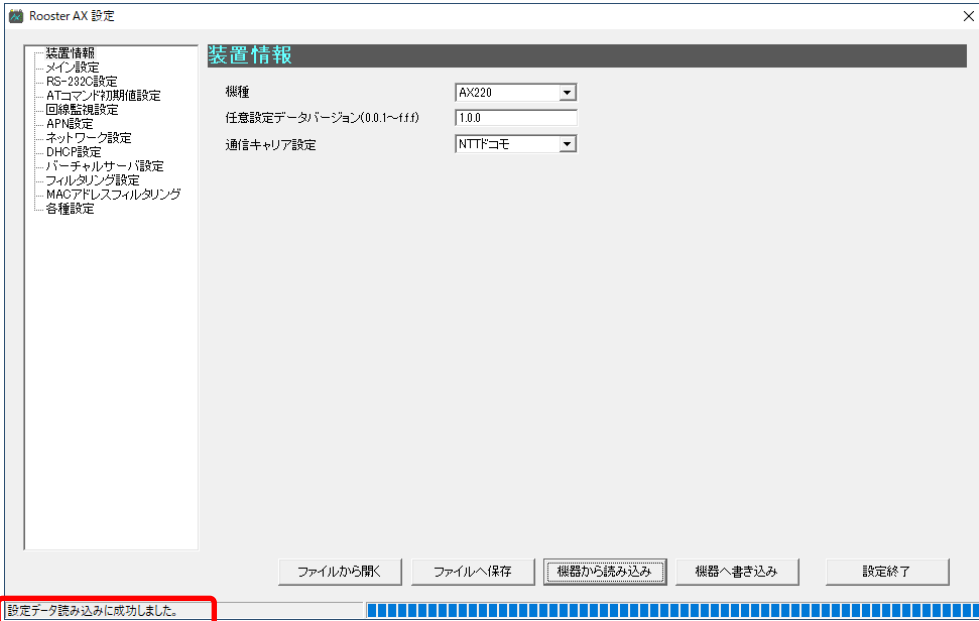 Rooster AX 設定
装置情報
メイン設定
RS-232C設定
ATコマンド初期値設定
回線監視設定
APN設定
ネットワーク設定
DHCP設定
バーチャルサーバ設定
フィルタリング設定
MACアドレスフィルタリング
各種設定
装置情報
機種 AX220
任意設定データバージョン(0.0.1～f.f.f) 1.0.0
通信キャリア設定 NTTドコモ
ファイルから開く ファイルへ保存 機器から読み込み 機器へ書き込み 設定終了
設定データ読み込みに成功しました。